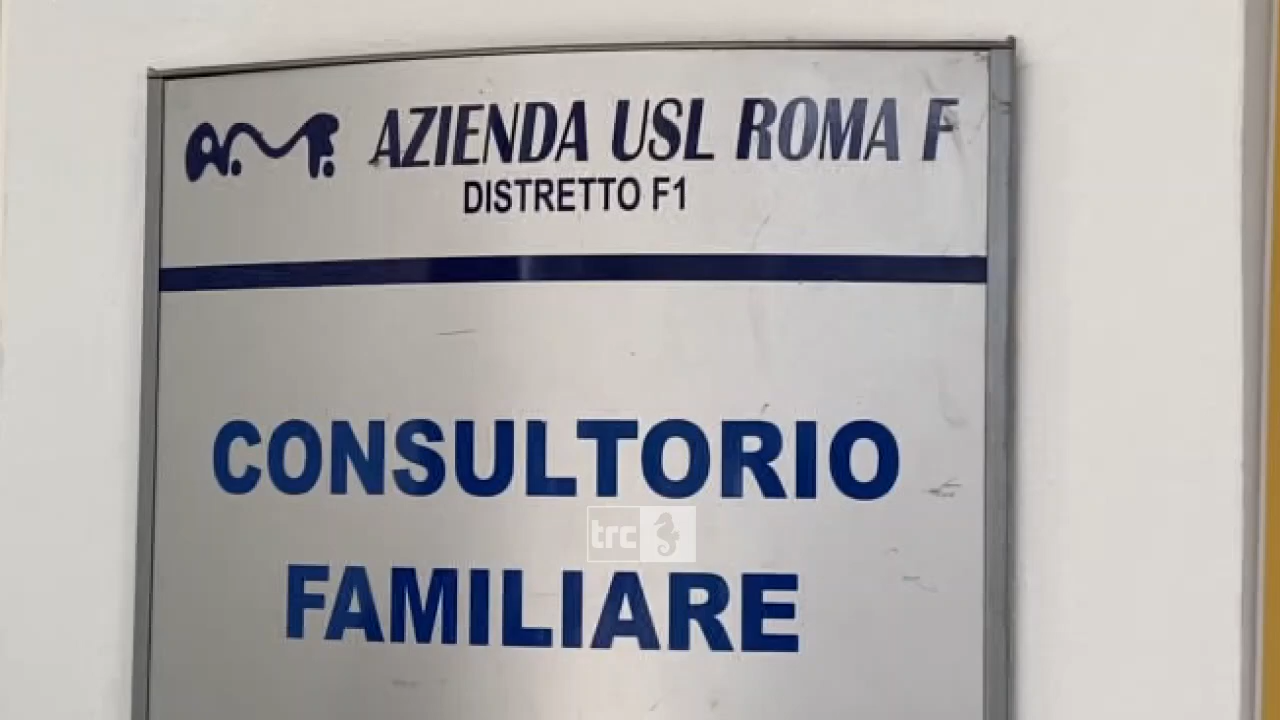 A. F. AZIENDA USL ROMA F
DISTRETTO F1
CONSULTORIO
trc
FAMILIARE